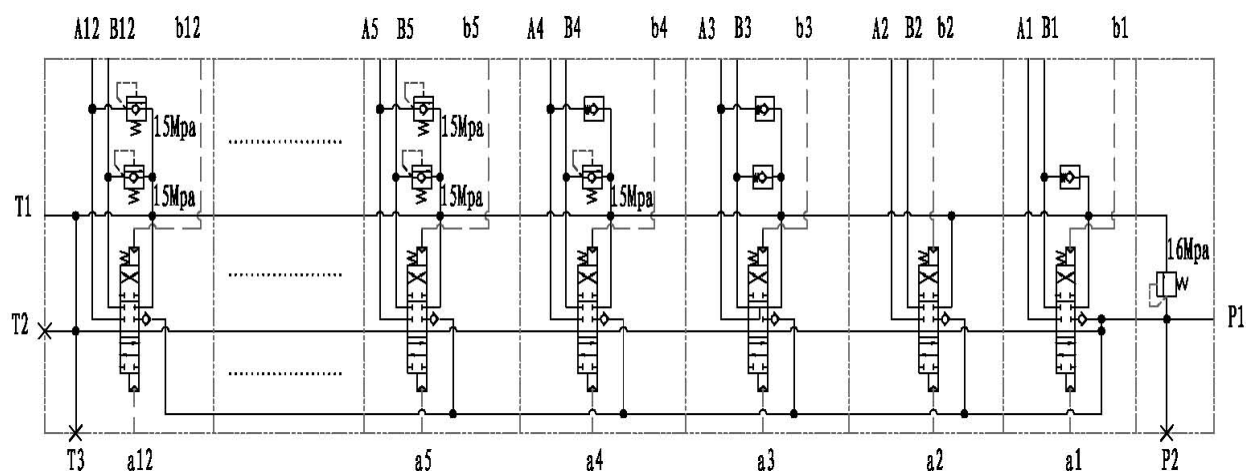 A12 B12 b12 A5 B5 b5 A4 B4 b4 A3 B3 b3 A2 B2 b2 A1 B1 b1
15Mpa 15Mpa
15Mpa 15Mpa 15Mpa
T1
16Mpa
T2 P1
T3 a12 a5 a4 a3 a2 a1 P2